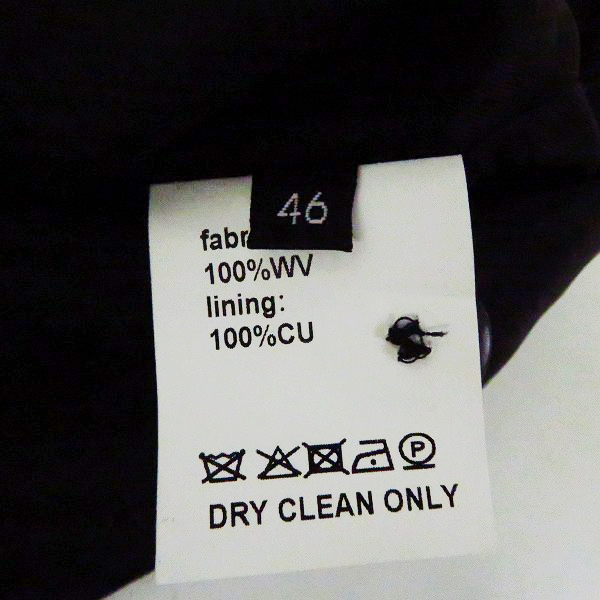 46
fabr
100%WV
lining:
100%CU
P
DRY CLEAN ONLY